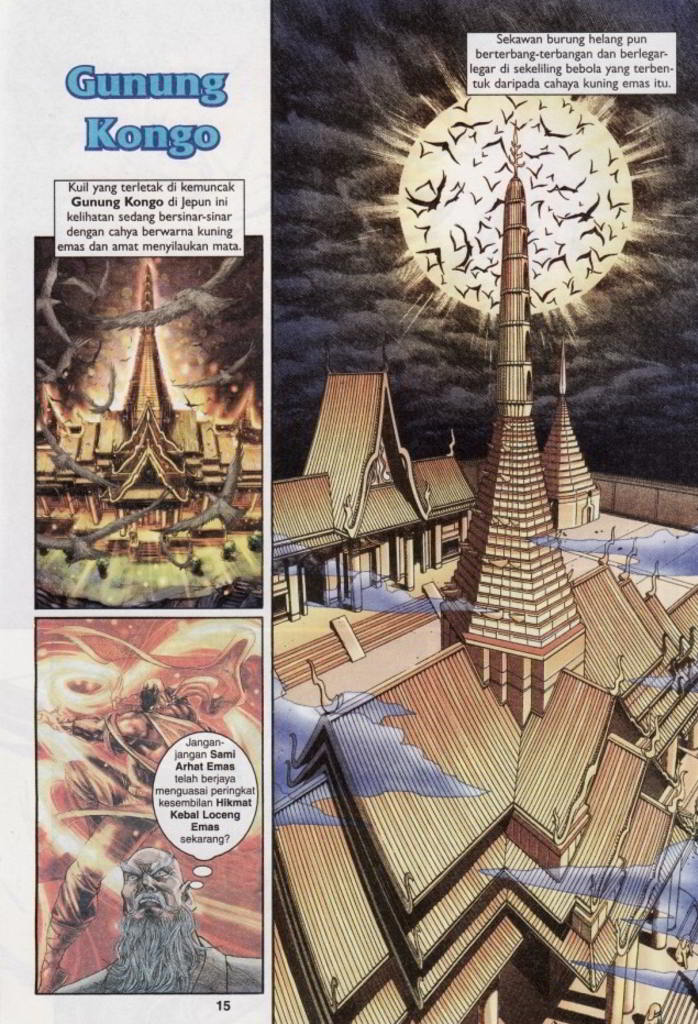 Gunung
Kongo
Kuil yang terletak di kemuncak
Gunung Kongo di Jepun ini
kelihatan sedang bersinar-sinar
dengan cahya berwarna kuning
emas dan amat menyilaukan mata.
Sekawan burung helang pun
berterbang-terbangan dan berlegar-
legar di sekeliling bebola yang terben-
tuk daripada cahaya kuning emas itu.
Jangan-
jangan Sami
Arhat Emas
telah berjaya
menguasai peringkat
kesembilan Hikmat
Kebal Loceng
Emas
sekarang?
15